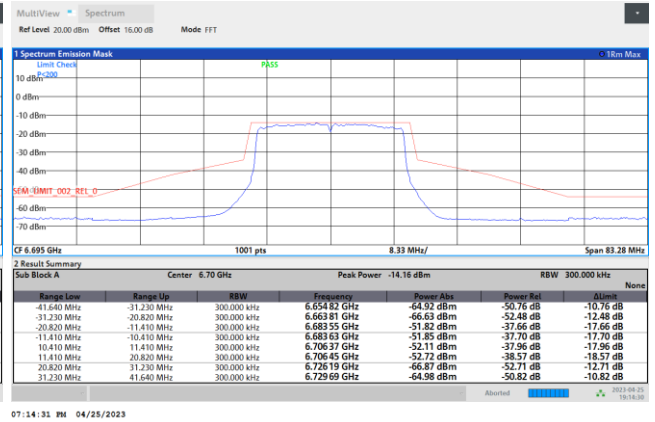 MultiView Spectrum
Ref Level 20.00 dBm Offset 16.00 dB Mode FFT
1 Spectrum Emission Mask 1Rm Max
Limit Check PASS
P<200
10 dBm
0 dBm
-10 dBm
-20 dBm
-30 dBm
-40 dBm
SEM_LIMIT_002_REL_0
-60 dBm
-70 dBm
CF 6.695 GHz 1001 pts 8.33 MHz/ Span 83.28 MHz
2 Result Summary
Sub Block A Center 6.70 GHz Peak Power -14.16 dBm RBW 300.000 kHz
None
Range Low Range Up RBW Frequency Power Abs Power Rel ΔLimit
-41.640 MHz -31.230 MHz 300.000 kHz 6.654 82 GHz -64.92 dBm -50.76 dB -10.76 dB
-31.230 MHz -20.820 MHz 300.000 kHz 6.663 81 GHz -66.63 dBm -52.48 dB -12.48 dB
-20.820 MHz -11.410 MHz 300.000 kHz 6.683 55 GHz -51.82 dBm -37.66 dB -17.66 dB
-11.410 MHz -10.410 MHz 300.000 kHz 6.683 63 GHz -51.85 dBm -37.70 dB -17.70 dB
10.410 MHz 11.410 MHz 300.000 kHz 6.706 37 GHz -52.11 dBm -37.96 dB -17.96 dB
11.410 MHz 20.820 MHz 300.000 kHz 6.706 45 GHz -52.72 dBm -38.57 dB -18.57 dB
20.820 MHz 31.230 MHz 300.000 kHz 6.726 19 GHz -66.87 dBm -52.71 dB -12.71 dB
31.230 MHz 41.640 MHz 300.000 kHz 6.729 69 GHz -64.98 dBm -50.82 dB -10.82 dB
Aborted 2023-04-25
19:14:30
07:14:31 PM 04/25/2023